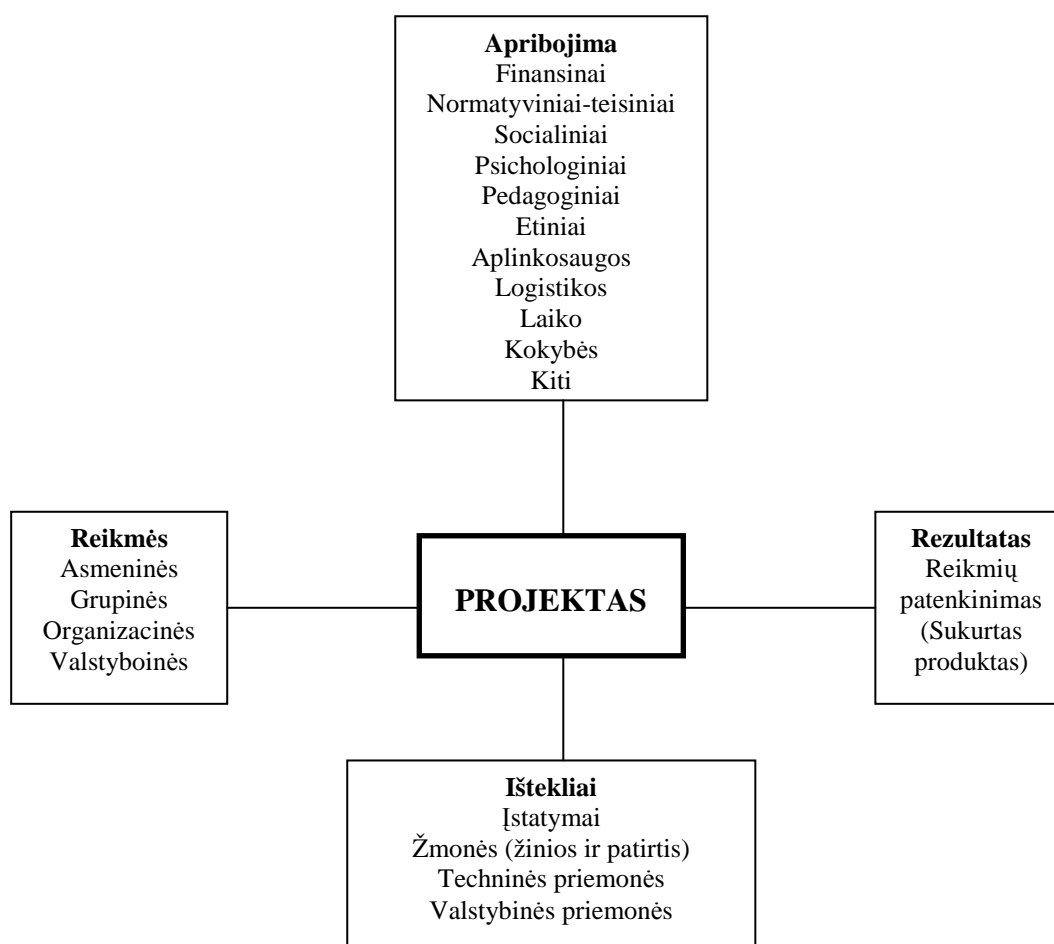 Apribojima
Finansinai
Normatyviniai-teisiniai
Socialiniai
Psichologiniai
Pedagoginiai
Etiniai
Aplinkosaugos
Logistikos
Laiko
Kokybės
Kiti
Reikmės
Asmeninės
Grupinės
Organizacinės
Valstyboinės
PROJEKTAS
Rezultatas
Reikmių
patenkinimas
(Sukurtas
produktas)
Ištekliai
Įstatymai
Žmonės (žinios ir patirtis)
Techninės priemonės
Valstybinės priemonės